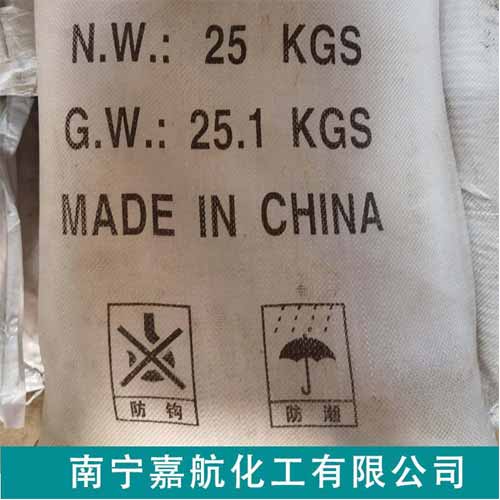 N.W.: 25 KGS
G.W.: 25.1 KGS
MADE IN CHINA
防钩
防潮
南宁嘉航化工有限公司